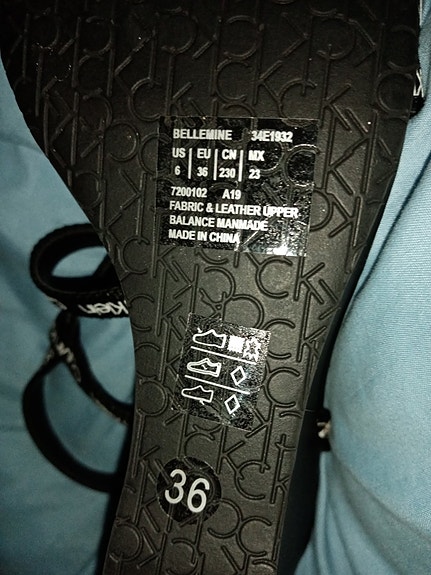 BELLEMINE 34E1932
US | EU | CN | MX
6 | 36 | 230 | 23
7200102 A19
FABRIC & LEATHER UPPER
BALANCE MANMADE
MADE IN CHINA
36
Klein